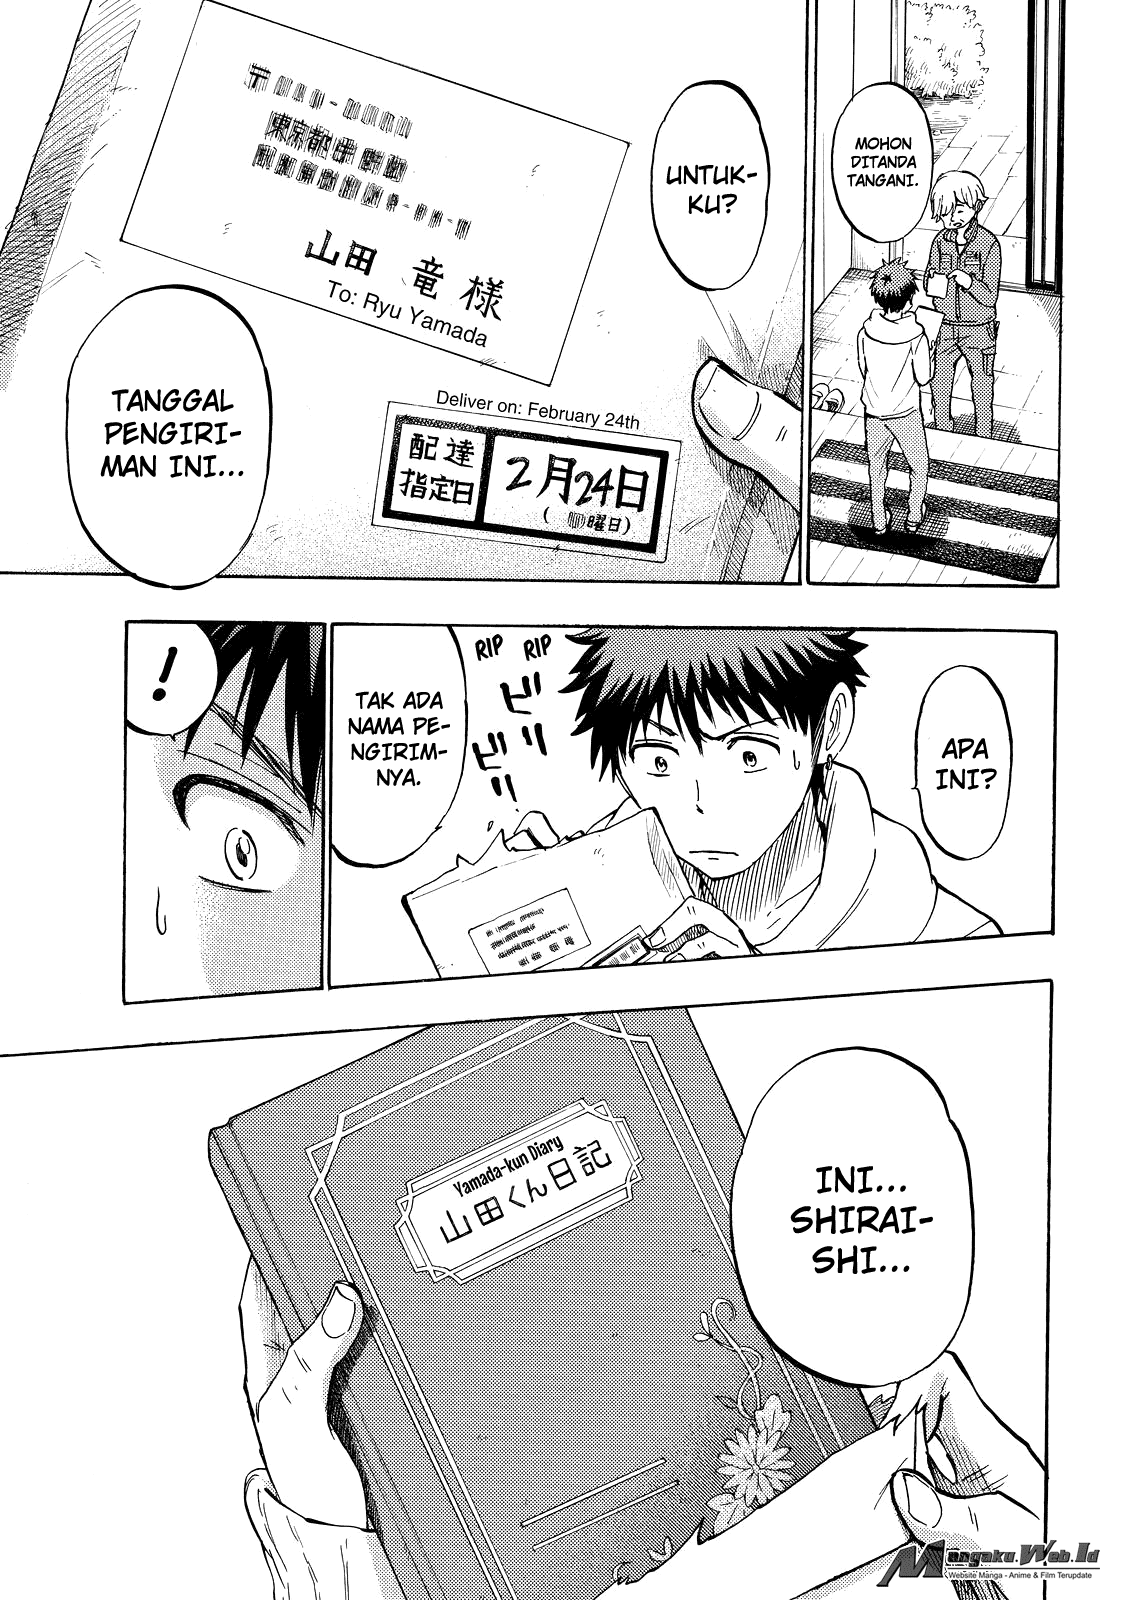 MOHON
DITANDA
TANGANI.
UNTUK-
KU?
東京都
山田 竜 様
To: Ryu Yamada
Deliver on: February 24th
配達
指定日
2月24日
曜日)
TANGGAL
PENGIRI-
MAN INI...
APA
INI?
RIP RIP
ビリ
ビリ
TAK ADA
NAMA PE-
NGIRIM-
NYA.
!
Yamada-kun Diary
山田くん日記
INI...
SHIRAI-
SHI...
Mangaku.Web.Id
Website Manga - Anime & Film Terupdate